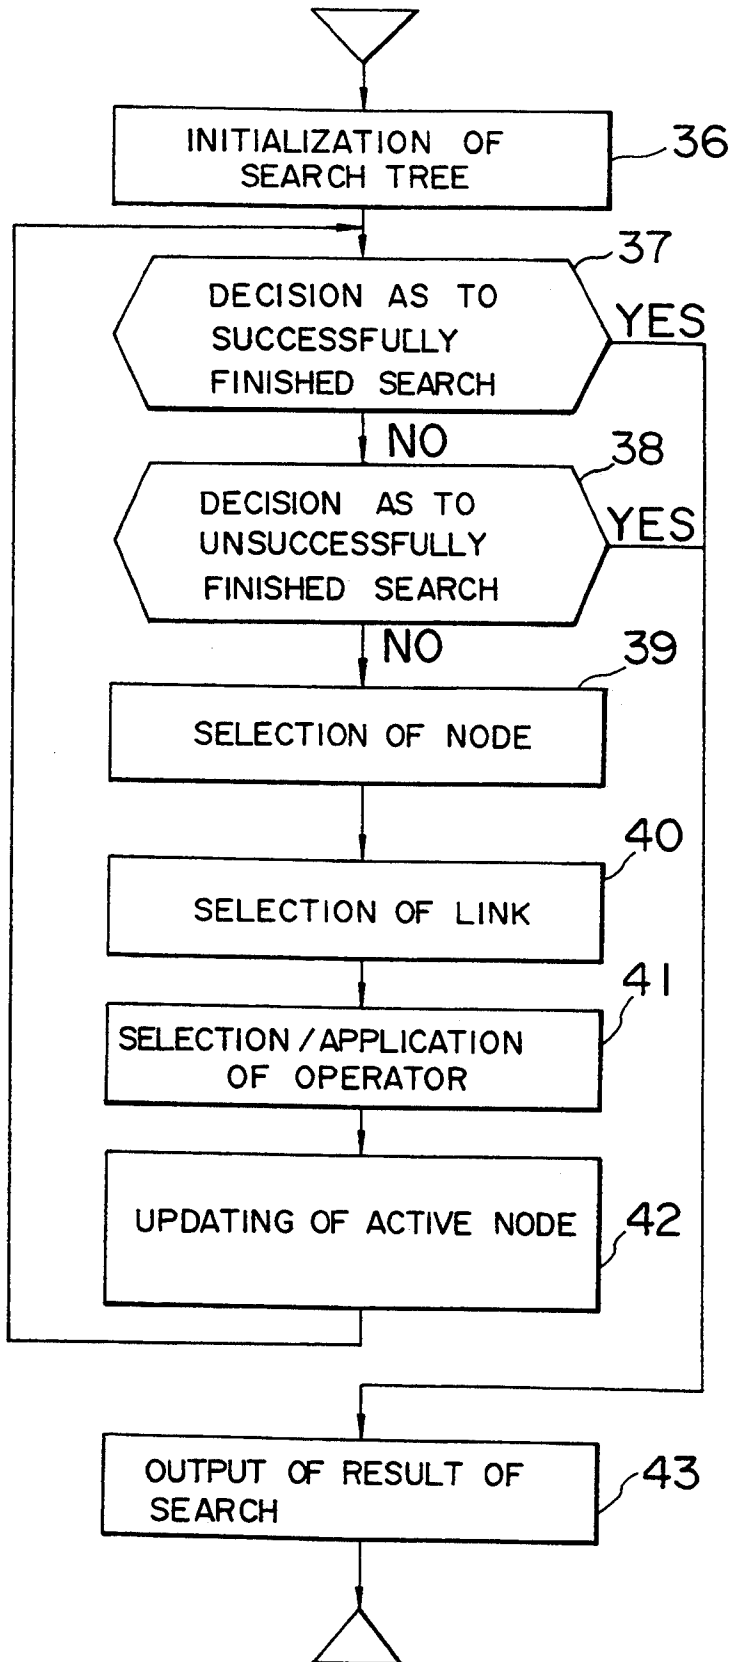 INITIALIZATION OF
SEARCH TREE
36
37
DECISION AS TO
SUCCESSFULLY
FINISHED SEARCH
YES
NO
38
DECISION AS TO
UNSUCCESSFULLY
FINISHED SEARCH
YES
NO
39
SELECTION OF NODE
40
SELECTION OF LINK
41
SELECTION/APPLICATION
OF OPERATOR
UPDATING OF ACTIVE NODE
42
OUTPUT OF RESULT OF
SEARCH
43